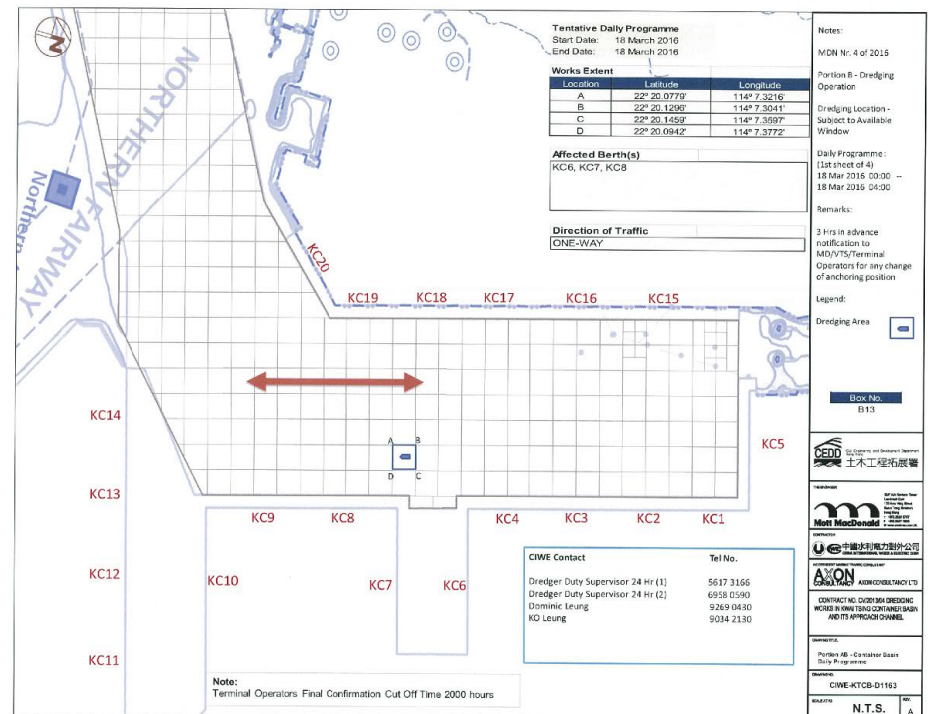 N
NORTHERN FAIRWAY
Northern
Tentative Daily Programme
Start Date: 18 March 2016
End Date: 18 March 2016
Works Extent
Location Latitude Longitude
A 22° 20.0779' 114° 7.3216'
B 22° 20.1296' 114° 7.3041'
C 22° 20.1459' 114° 7.3597'
D 22° 20.0942' 114° 7.3772'
Affected Berth(s)
KC6, KC7, KC8
Direction of Traffic
ONE-WAY
KC20
KC19 KC18 KC17 KC16 KC15
KC14
KC5
A B
D C
KC13
KC9 KC8 KC4 KC3 KC2 KC1
KC12 KC10 KC7 KC6
KC11
CIWE Contact Tel No.
Dredger Duty Supervisor 24 Hr (1) 5617 3166
Dredger Duty Supervisor 24 Hr (2) 6958 0590
Dominic Leung 9269 0430
KO Leung 9034 2130
Note:
Terminal Operators Final Confirmation Cut Off Time 2000 hours
Notes:
MDN Nr. 4 of 2016
Portion B - Dredging
Operation
Dredging Location -
Subject to Available
Window
Daily Programme :
(1st sheet of 4)
18 Mar 2016 00:00 --
18 Mar 2016 04:00
Remarks:
3 Hrs in advance
notification to
MD/VTS/Terminal
Operators for any change
of anchoring position
Legend:
Dredging Area
Box No.
B13
CEDD
土木工程拓展署
Mott MacDonald
CONTRACTOR
中國水利電力對外公司
AXON
CONSULTANCY
AXON CONSULTANCY LTD
CONTRACT NO. CV/2013/04 DREDGING
WORKS IN KWAI TSING CONTAINER BASIN
AND ITS APPROACH CHANNEL
DRAWING TITLE.
Portion AB - Container Basin
Daily Programme
DRAWING NO.
CIWE-KTCB-D1163
N.T.S.
REV.
A